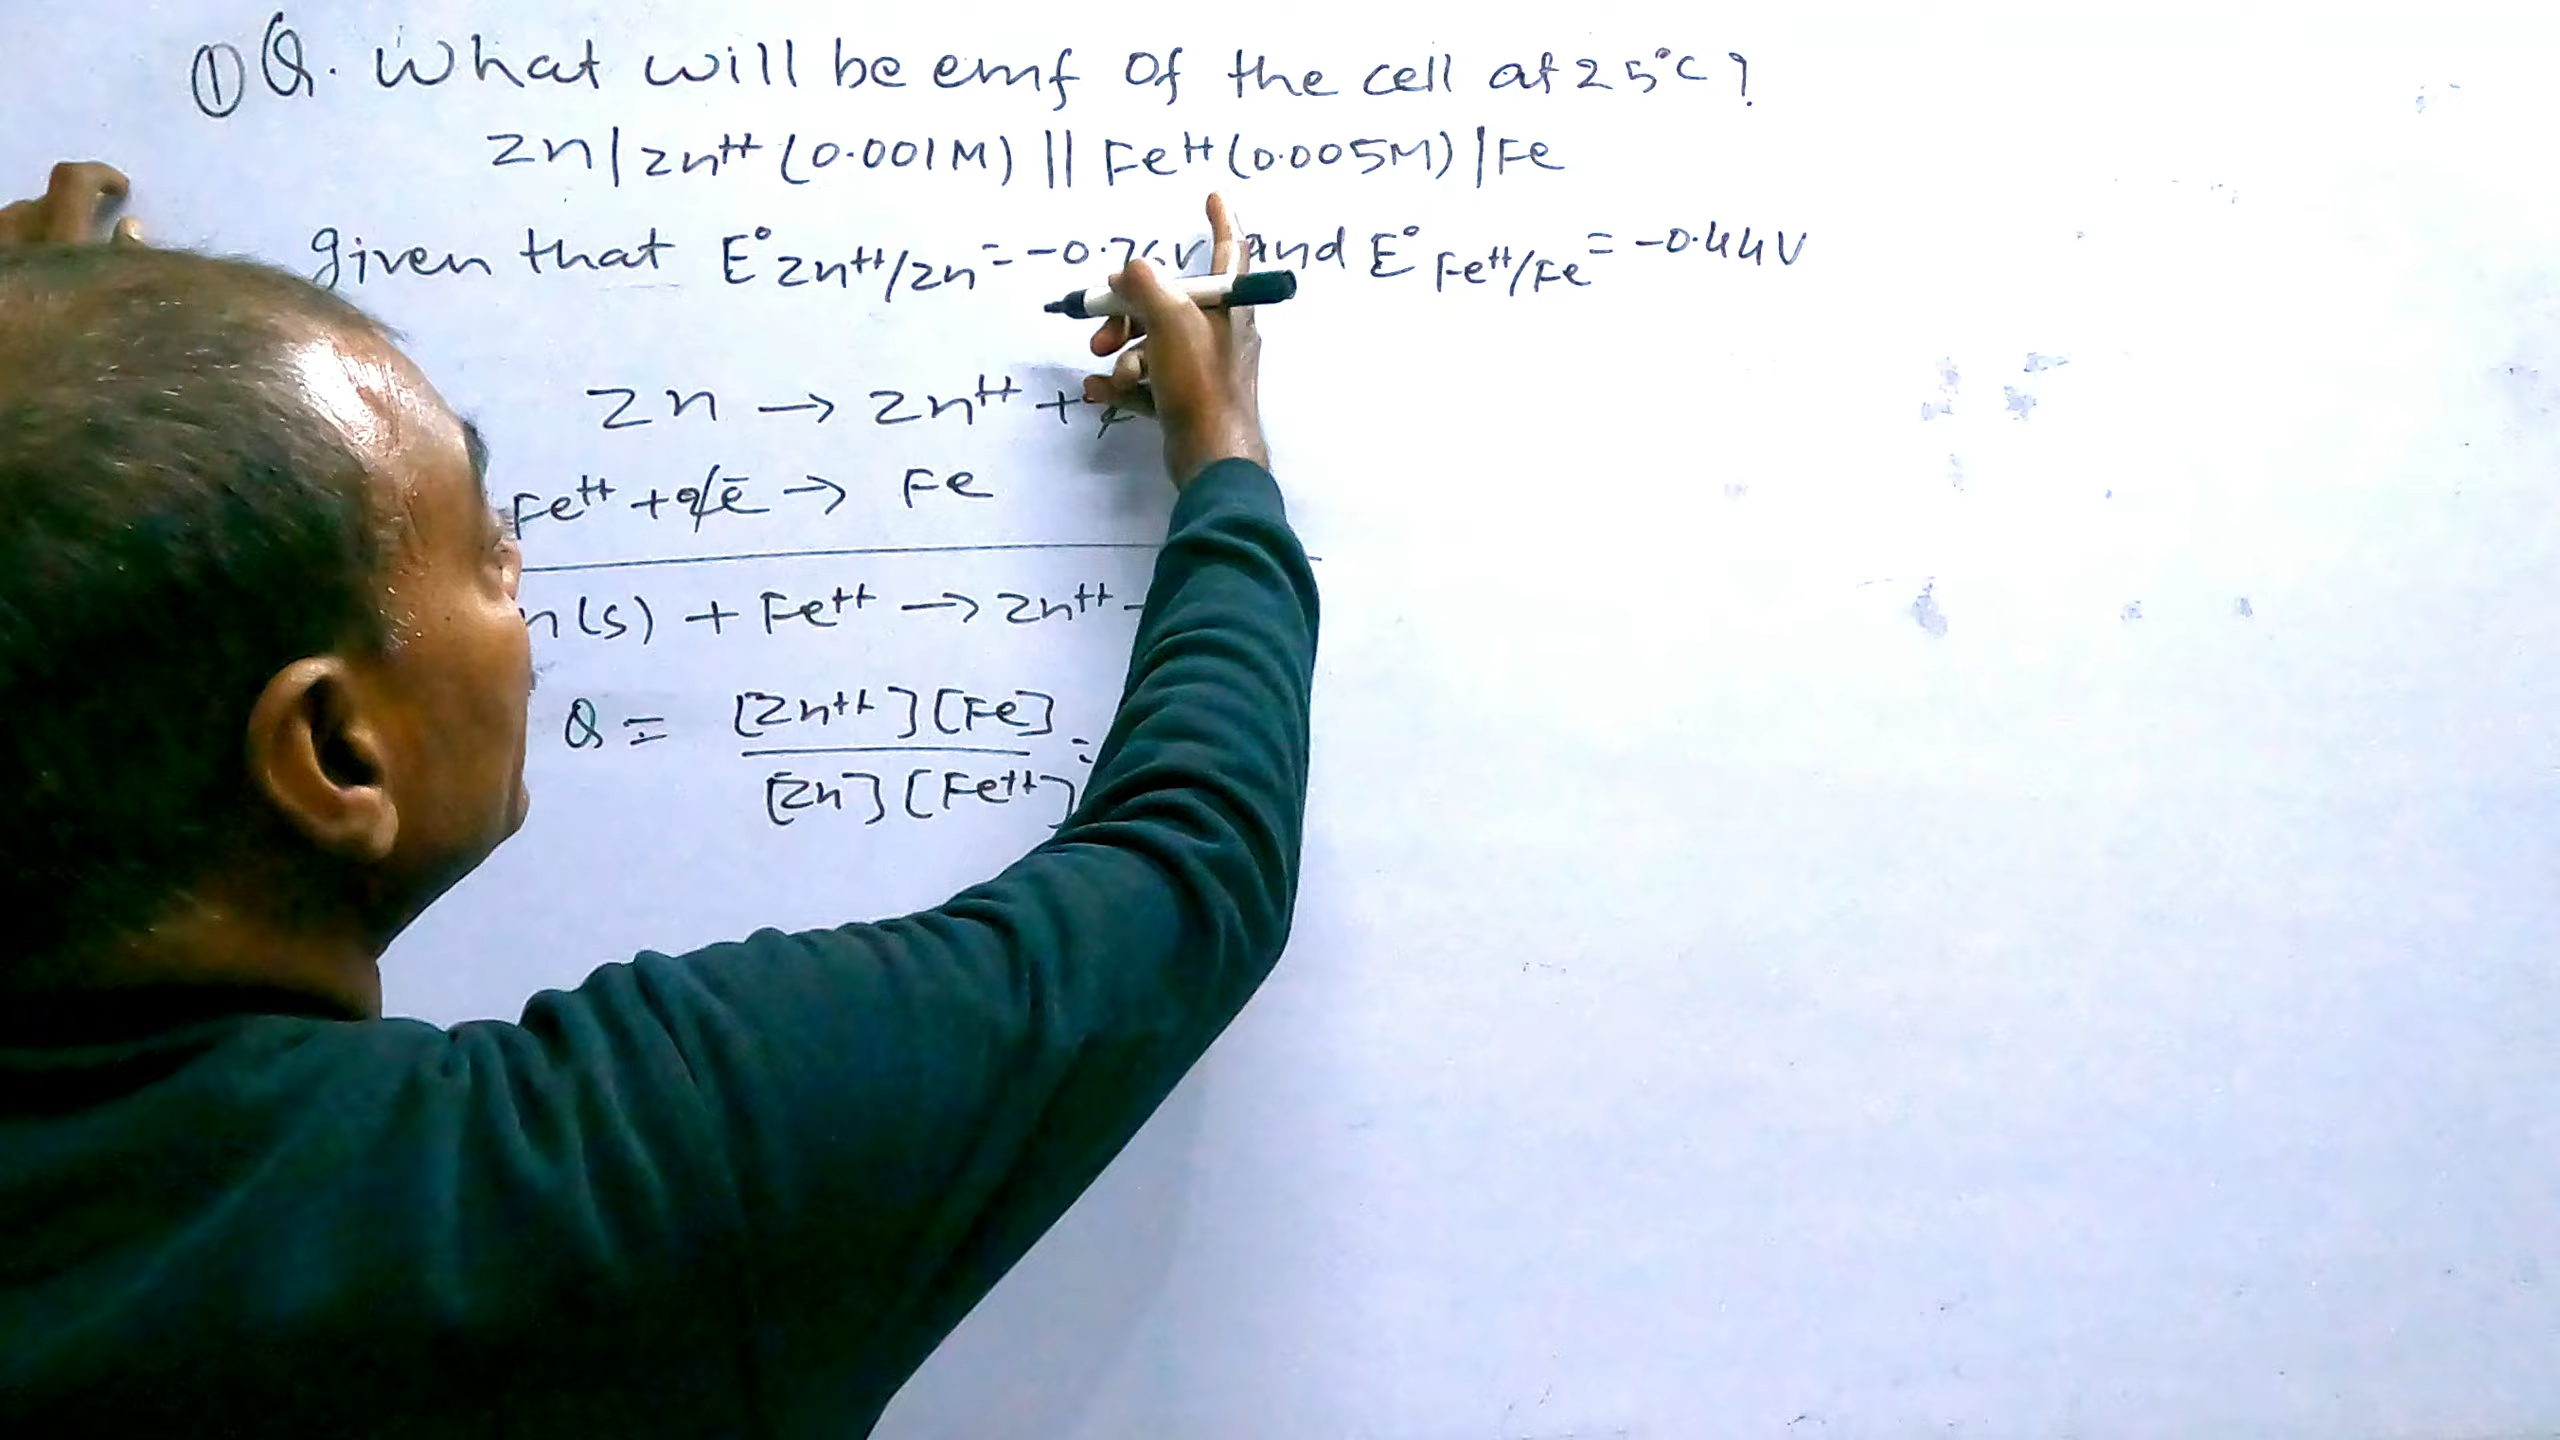 ① Q. What will be emf of the cell at 25°C?
Zn | Zn⁺⁺ (0.001M) || Fe⁺⁺ (0.005M) | Fe
given that E° Zn⁺⁺/Zn = -0.76V and E° Fe⁺⁺/Fe = -0.44V
Zn → Zn⁺⁺ +
Fe⁺⁺ + 2e̅ → Fe
n(s) + Fe⁺⁺ → Zn⁺⁺
Q = [Zn⁺⁺][Fe] =
[Zn][Fe⁺⁺]